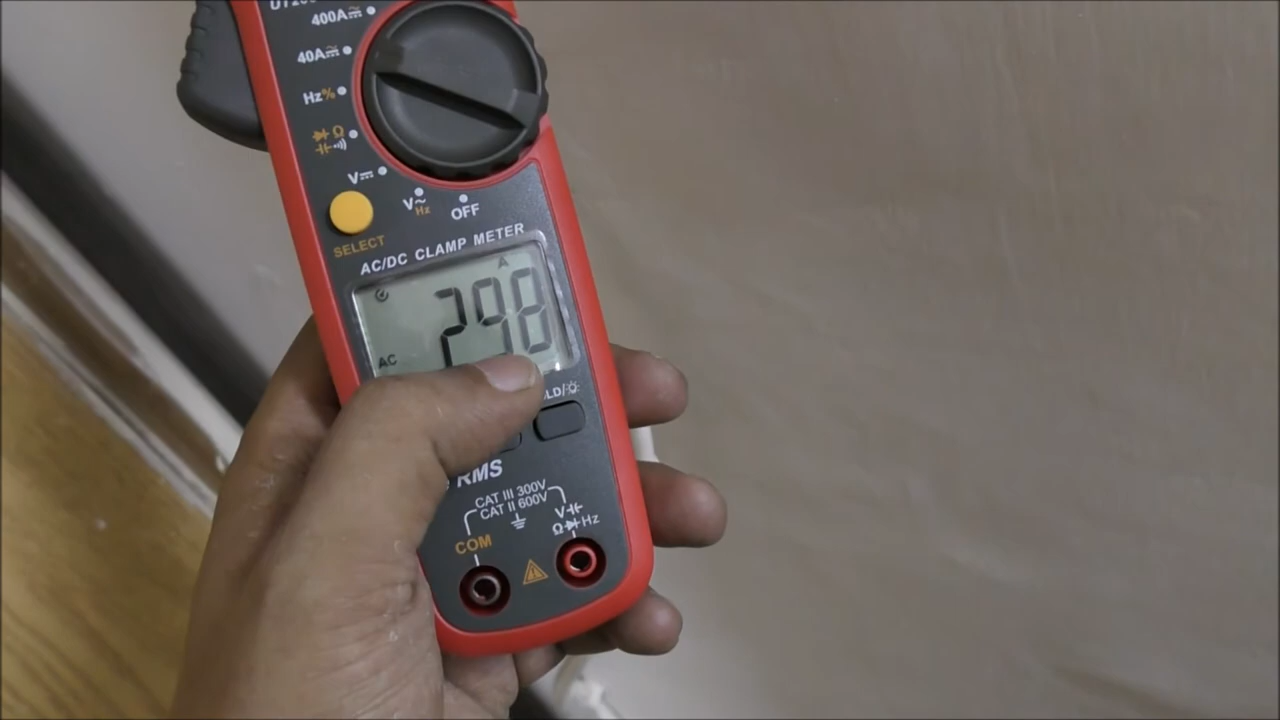 400A
40A
Hz%
Ω
V
V~
Hz
OFF
SELECT
AC/DC CLAMP METER
A
298
AC
RMS
CAT III 300V
CAT II 600V
V
ΩHz
COM